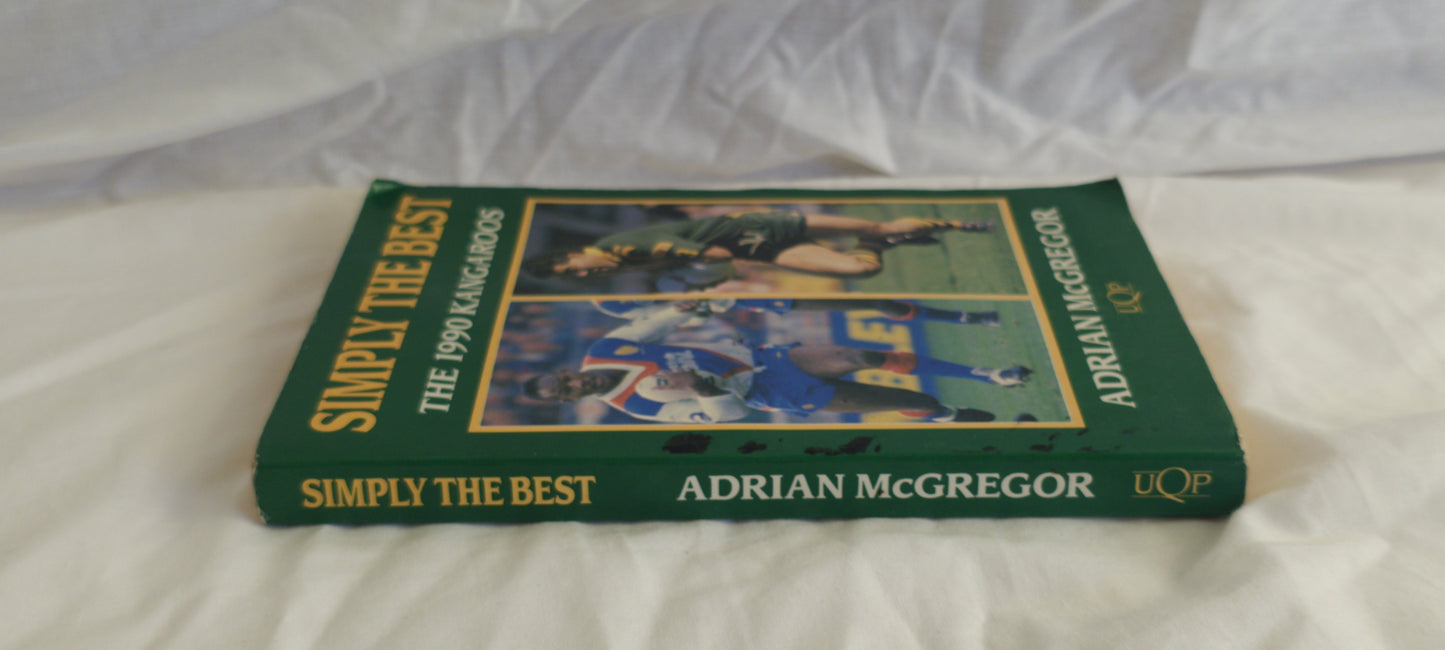 SIMPLY THE BEST
THE 1990 KANGAROOS
ADRIAN McGREGOR
UQP
SIMPLY THE BEST
ADRIAN McGREGOR
UQP